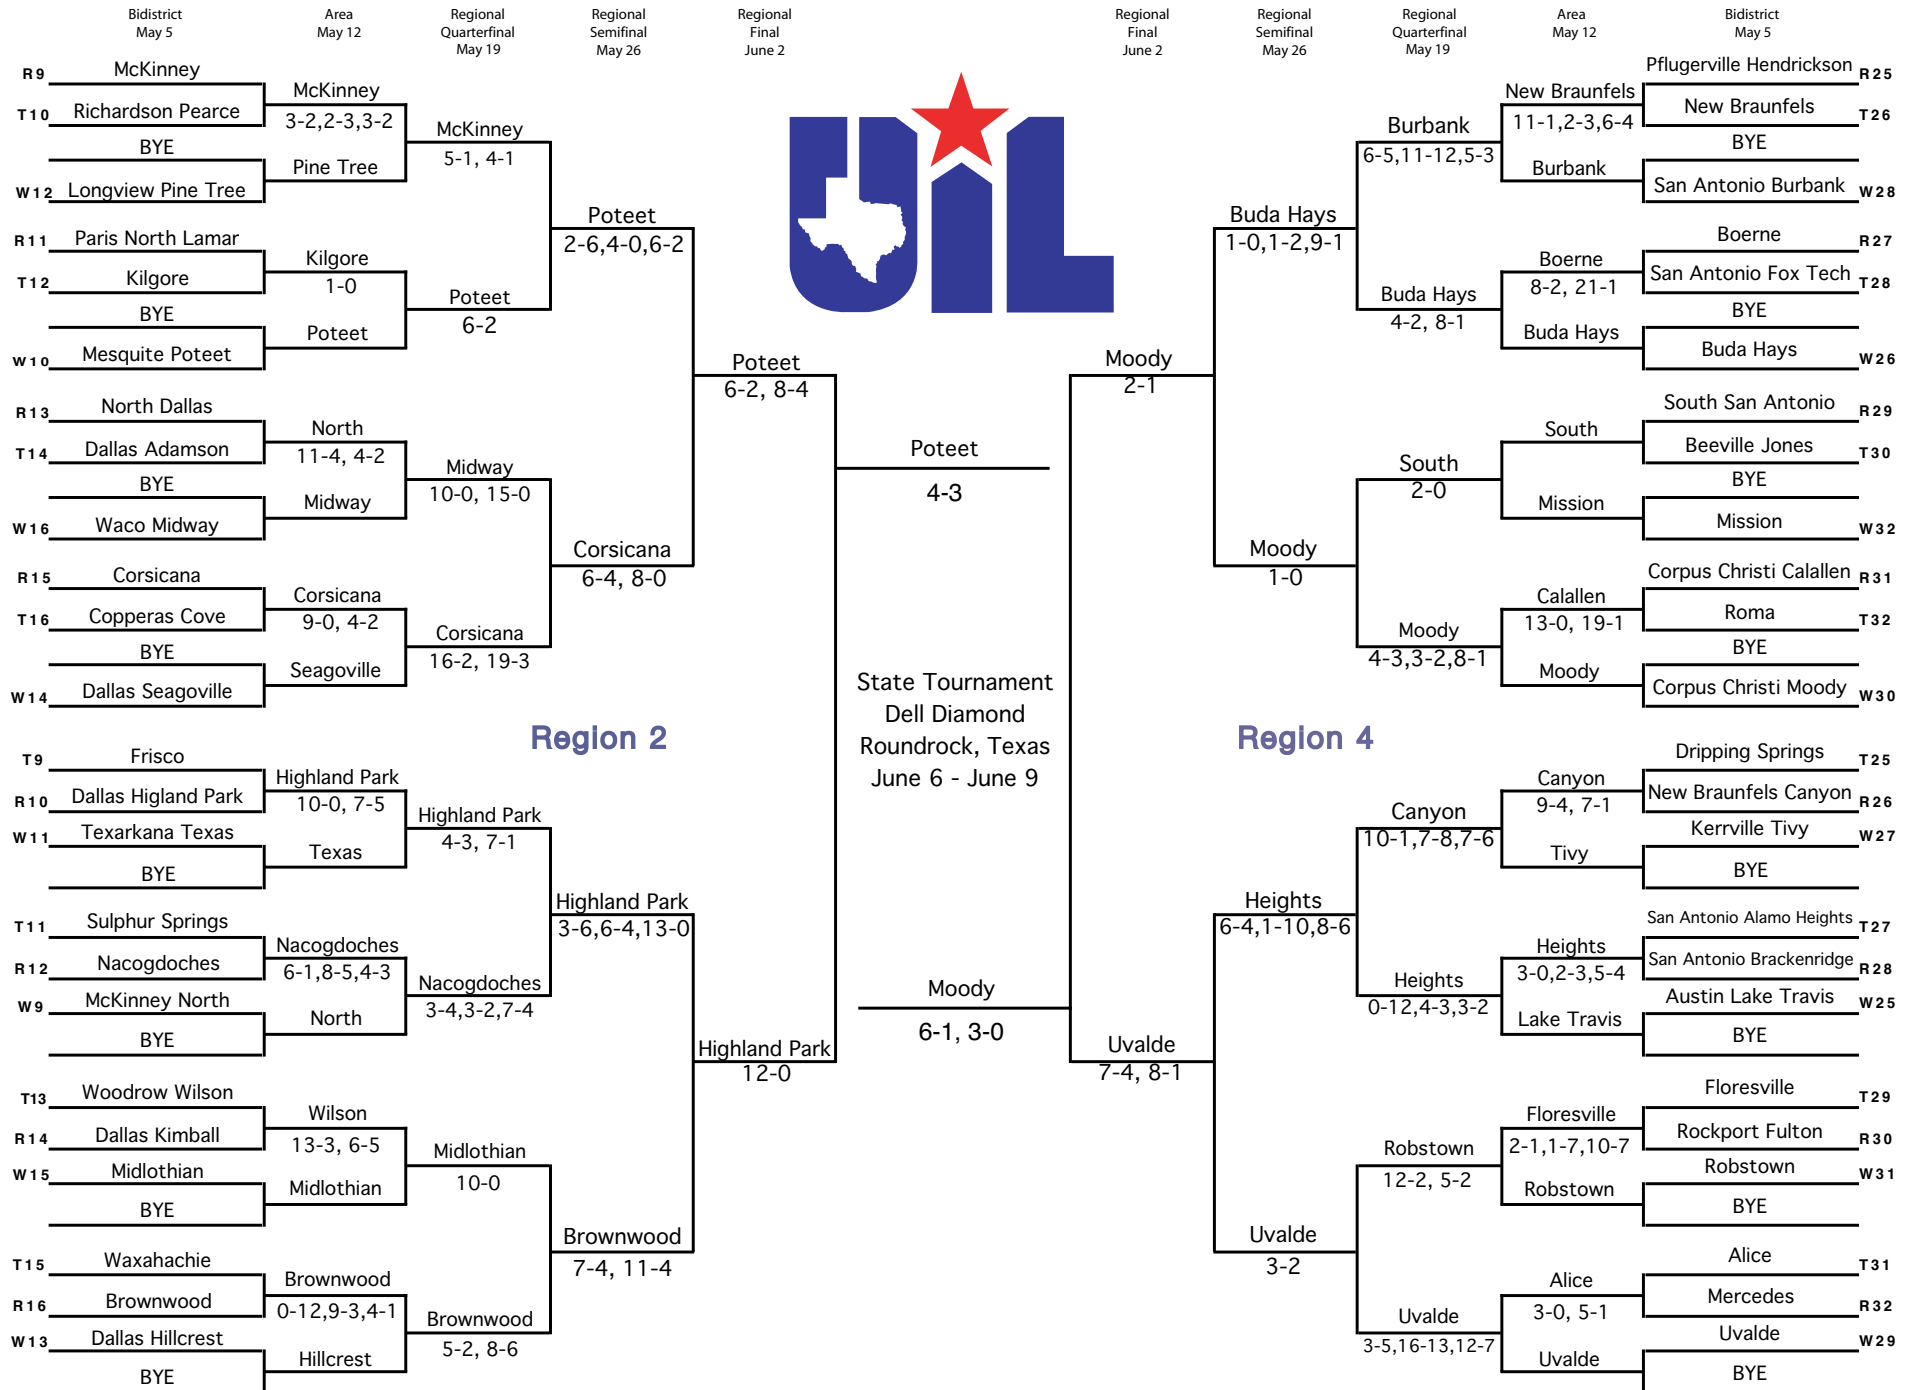 Bidistrict
May 5
Area
May 12
Regional
Quarterfinal
May 19
Regional
Semifinal
May 26
Regional
Final
June 2
Regional
Final
June 2
Regional
Semifinal
May 26
Regional
Quarterfinal
May 19
Area
May 12
Bidistrict
May 5
R9 McKinney
T10 Richardson Pearce
BYE
W12 Longview Pine Tree
R11 Paris North Lamar
T12 Kilgore
BYE
W10 Mesquite Poteet
R13 North Dallas
T14 Dallas Adamson
BYE
W16 Waco Midway
R15 Corsicana
T16 Copperas Cove
BYE
W14 Dallas Seagoville
T9 Frisco
R10 Dallas Higland Park
W11 Texarkana Texas
BYE
T11 Sulphur Springs
R12 Nacogdoches
W9 McKinney North
BYE
T13 Woodrow Wilson
R14 Dallas Kimball
W15 Midlothian
BYE
T15 Waxahachie
R16 Brownwood
W13 Dallas Hillcrest
BYE
McKinney
3-2,2-3,3-2
Pine Tree
Kilgore
1-0
Poteet
North
11-4, 4-2
Midway
Corsicana
9-0, 4-2
Seagoville
Highland Park
10-0, 7-5
Texas
Nacogdoches
6-1,8-5,4-3
North
Wilson
13-3, 6-5
Midlothian
Brownwood
0-12,9-3,4-1
Hillcrest
McKinney
5-1, 4-1
Poteet
6-2
Midway
10-0, 15-0
Corsicana
16-2, 19-3
Highland Park
4-3, 7-1
Nacogdoches
3-4,3-2,7-4
Midlothian
10-0
Brownwood
5-2, 8-6
Poteet
2-6,4-0,6-2
Corsicana
6-4, 8-0
Region 2
Highland Park
3-6,6-4,13-0
Brownwood
7-4, 11-4
Poteet
6-2, 8-4
Highland Park
12-0
UIL
Poteet
4-3
State Tournament
Dell Diamond
Roundrock, Texas
June 6 - June 9
Moody
6-1, 3-0
Moody
2-1
Uvalde
7-4, 8-1
Buda Hays
1-0,1-2,9-1
Moody
1-0
Region 4
Heights
6-4,1-10,8-6
Uvalde
3-2
Burbank
6-5,11-12,5-3
Buda Hays
4-2, 8-1
South
2-0
Moody
4-3,3-2,8-1
Canyon
10-1,7-8,7-6
Heights
0-12,4-3,3-2
Robstown
12-2, 5-2
Uvalde
3-5,16-13,12-7
New Braunfels
11-1,2-3,6-4
Burbank
Boerne
8-2, 21-1
Buda Hays
South
Mission
Calallen
13-0, 19-1
Moody
Canyon
9-4, 7-1
Tivy
Heights
3-0,2-3,5-4
Lake Travis
Floresville
2-1,1-7,10-7
Robstown
Alice
3-0, 5-1
Uvalde
Pflugerville Hendrickson R25
New Braunfels T26
BYE
San Antonio Burbank W28
Boerne R27
San Antonio Fox Tech T28
BYE
Buda Hays W26
South San Antonio R29
Beeville Jones T30
BYE
Mission W32
Corpus Christi Calallen R31
Roma T32
BYE
Corpus Christi Moody W30
Dripping Springs T25
New Braunfels Canyon R26
Kerrville Tivy W27
BYE
San Antonio Alamo Heights T27
San Antonio Brackenridge R28
Austin Lake Travis W25
BYE
Floresville T29
Rockport Fulton R30
Robstown W31
BYE
Alice T31
Mercedes R32
Uvalde W29
BYE